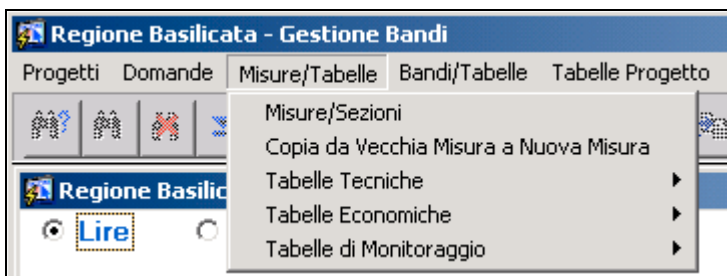 Regione Basilicata - Gestione Bandi
Progetti Domande Misure/Tabelle Bandi/Tabelle Tabelle Progetto
Misure/Sezioni
Copia da Vecchia Misura a Nuova Misura
Tabelle Tecniche
Tabelle Economiche
Tabelle di Monitoraggio
Regione Basilic
Lire